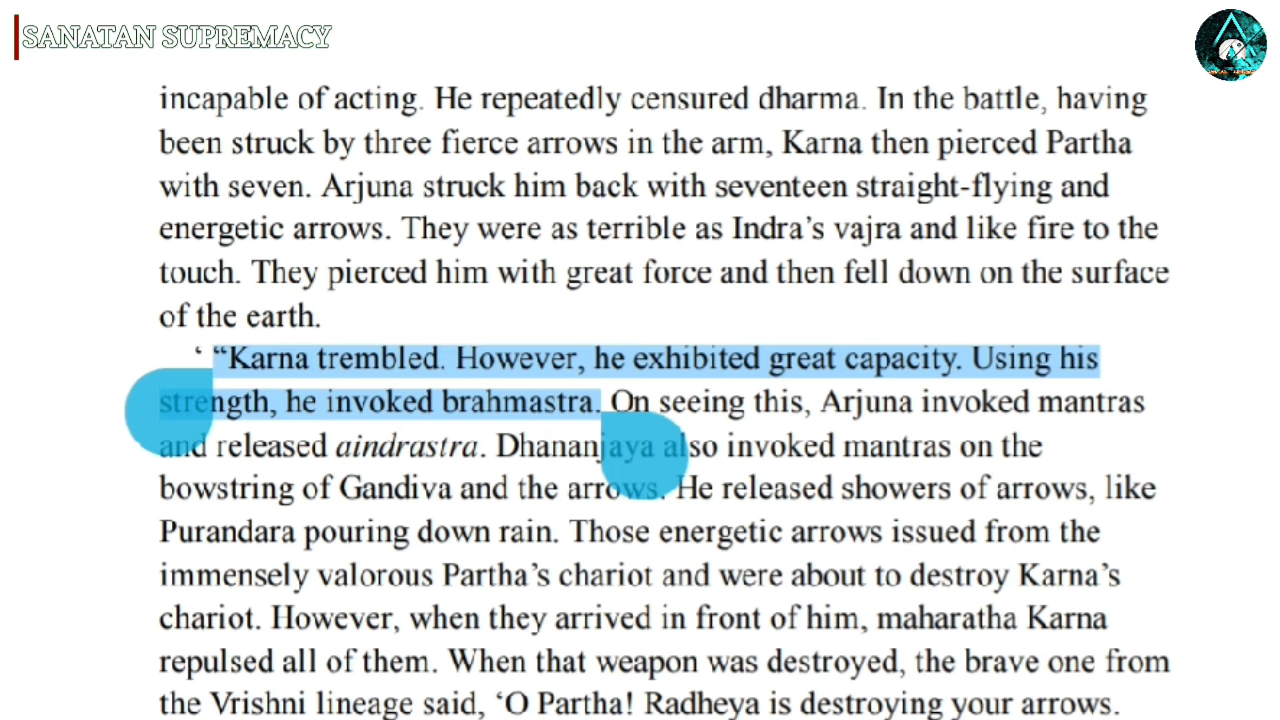 SANATAN SUPREMACY
incapable of acting. He repeatedly censured dharma. In the battle, having
been struck by three fierce arrows in the arm, Karna then pierced Partha
with seven. Arjuna struck him back with seventeen straight-flying and
energetic arrows. They were as terrible as Indra’s vajra and like fire to the
touch. They pierced him with great force and then fell down on the surface
of the earth.
‘ “Karna trembled. However, he exhibited great capacity. Using his
strength, he invoked brahmastra. On seeing this, Arjuna invoked mantras
and released aindrastra. Dhananjaya also invoked mantras on the
bowstring of Gandiva and the arrows. He released showers of arrows, like
Purandara pouring down rain. Those energetic arrows issued from the
immensely valorous Partha’s chariot and were about to destroy Karna’s
chariot. However, when they arrived in front of him, maharatha Karna
repulsed all of them. When that weapon was destroyed, the brave one from
the Vrishni lineage said, ‘O Partha! Radheya is destroying your arrows.